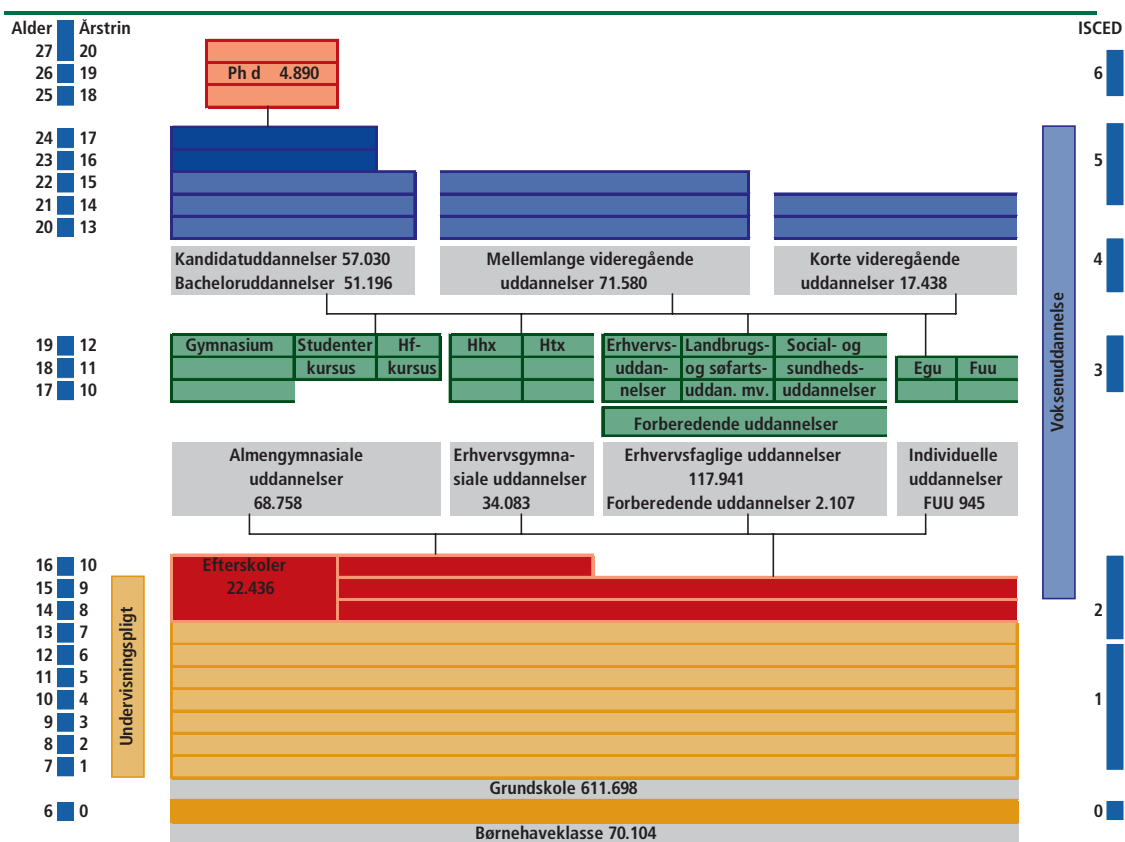 Alder Årstrin ISCED
27 20
26 19 Ph d 4.890 6
25 18
24 17
23 16 5
22 15
21 14
20 13
Kandidatuddannelser 57.030
Bacheloruddannelser 51.196
Mellemlange videregående
uddannelser 71.580
Korte videregående
uddannelser 17.438
4
Voksenuddannelse
19 12
18 11
17 10
Gymnasium
Studenter
kursus
Hf-
kursus
Hhx
Htx
Erhvervs-
uddan-
nelser
Landbrugs-
og søfarts-
uddan. mv.
Social- og
sundheds-
uddannelser
Egu
Fuu
3
Forberedende uddannelser
Almengymnasiale
uddannelser
68.758
Erhvervsgymna-
siale uddannelser
34.083
Erhvervsfaglige uddannelser
117.941
Forberedende uddannelser 2.107
Individuelle
uddannelser
FUU 945
16 10
15 9
14 8
13 7
12 6
11 5
10 4
9 3
8 2
7 1
Undervisningspligt
Efterskoler
22.436
2
1
Grundskole 611.698
6 0 0
Børnehaveklasse 70.104